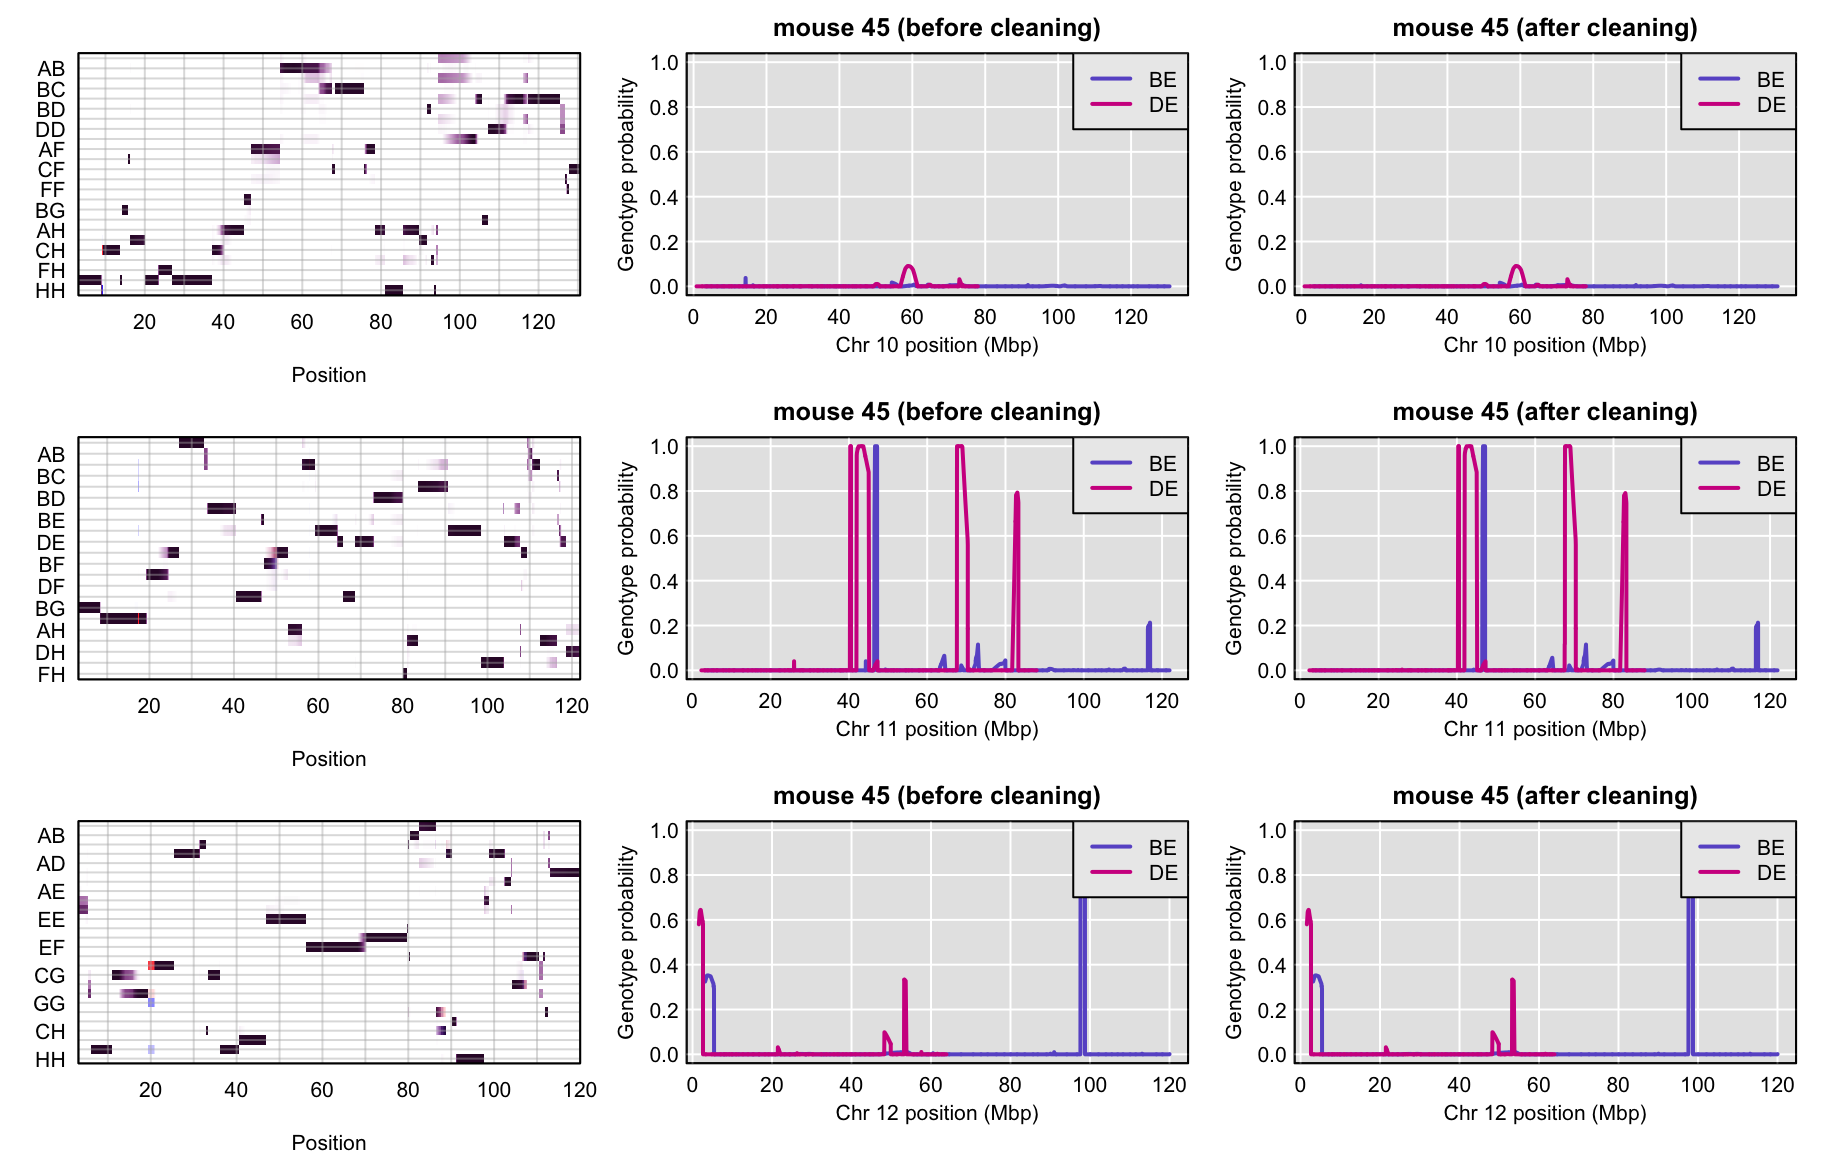 mouse 45 (before cleaning)
mouse 45 (after cleaning)
AB
BC
BD
DD
AF
CF
FF
BG
AH
CH
FH
HH
20 40 60 80 100 120
Position
Genotype probability
1.0
0.8
0.6
0.4
0.2
0.0
BE
DE
0 20 40 60 80 100 120
Chr 10 position (Mbp)
Genotype probability
1.0
0.8
0.6
0.4
0.2
0.0
BE
DE
0 20 40 60 80 100 120
Chr 10 position (Mbp)
mouse 45 (before cleaning)
mouse 45 (after cleaning)
AB
BC
BD
BE
DE
BF
DF
BG
AH
DH
FH
20 40 60 80 100 120
Position
Genotype probability
1.0
0.8
0.6
0.4
0.2
0.0
BE
DE
0 20 40 60 80 100 120
Chr 11 position (Mbp)
Genotype probability
1.0
0.8
0.6
0.4
0.2
0.0
BE
DE
0 20 40 60 80 100 120
Chr 11 position (Mbp)
mouse 45 (before cleaning)
mouse 45 (after cleaning)
AB
AD
AE
EE
EF
CG
GG
CH
HH
20 40 60 80 100 120
Position
Genotype probability
1.0
0.8
0.6
0.4
0.2
0.0
BE
DE
0 20 40 60 80 100 120
Chr 12 position (Mbp)
Genotype probability
1.0
0.8
0.6
0.4
0.2
0.0
BE
DE
0 20 40 60 80 100 120
Chr 12 position (Mbp)